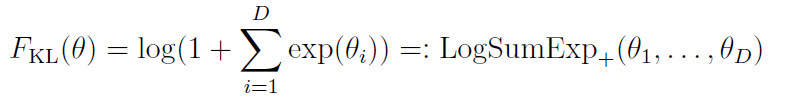 F_KL(θ) = log(1 + ∑_{i=1}^{D} exp(θ_i)) =: LogSumExp_+(θ_1, . . . , θ_D)